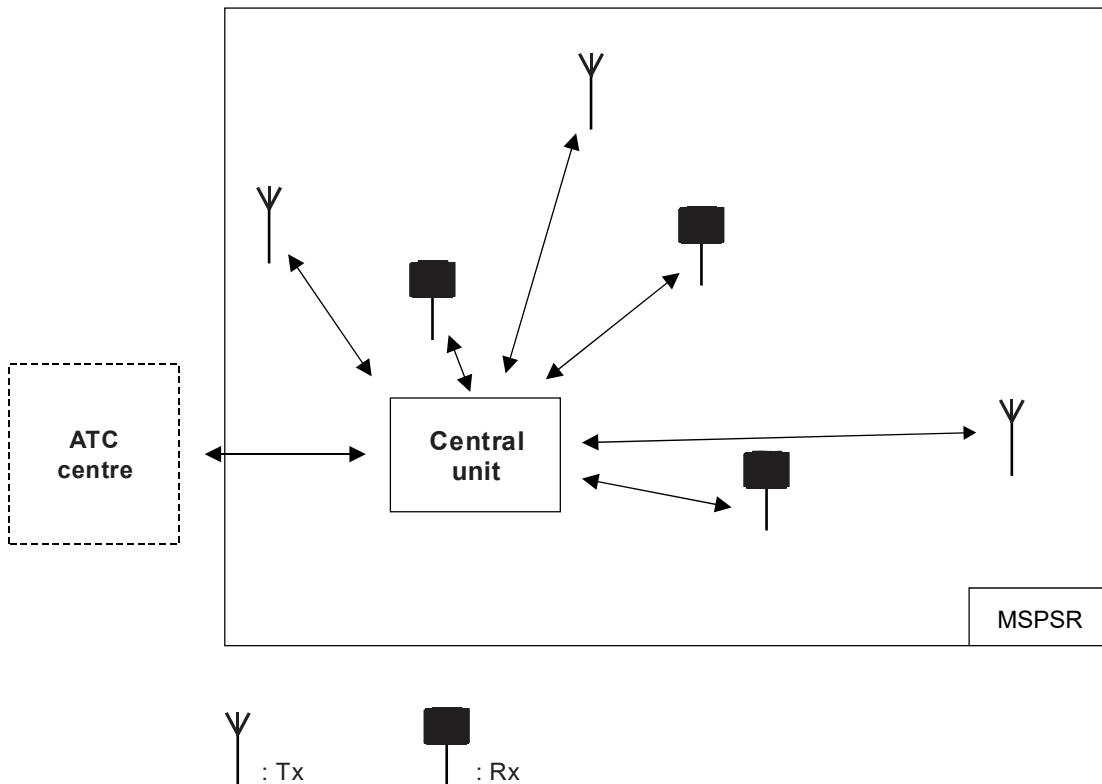 ATC
centre
Central
unit
MSPSR
: Tx
: Rx